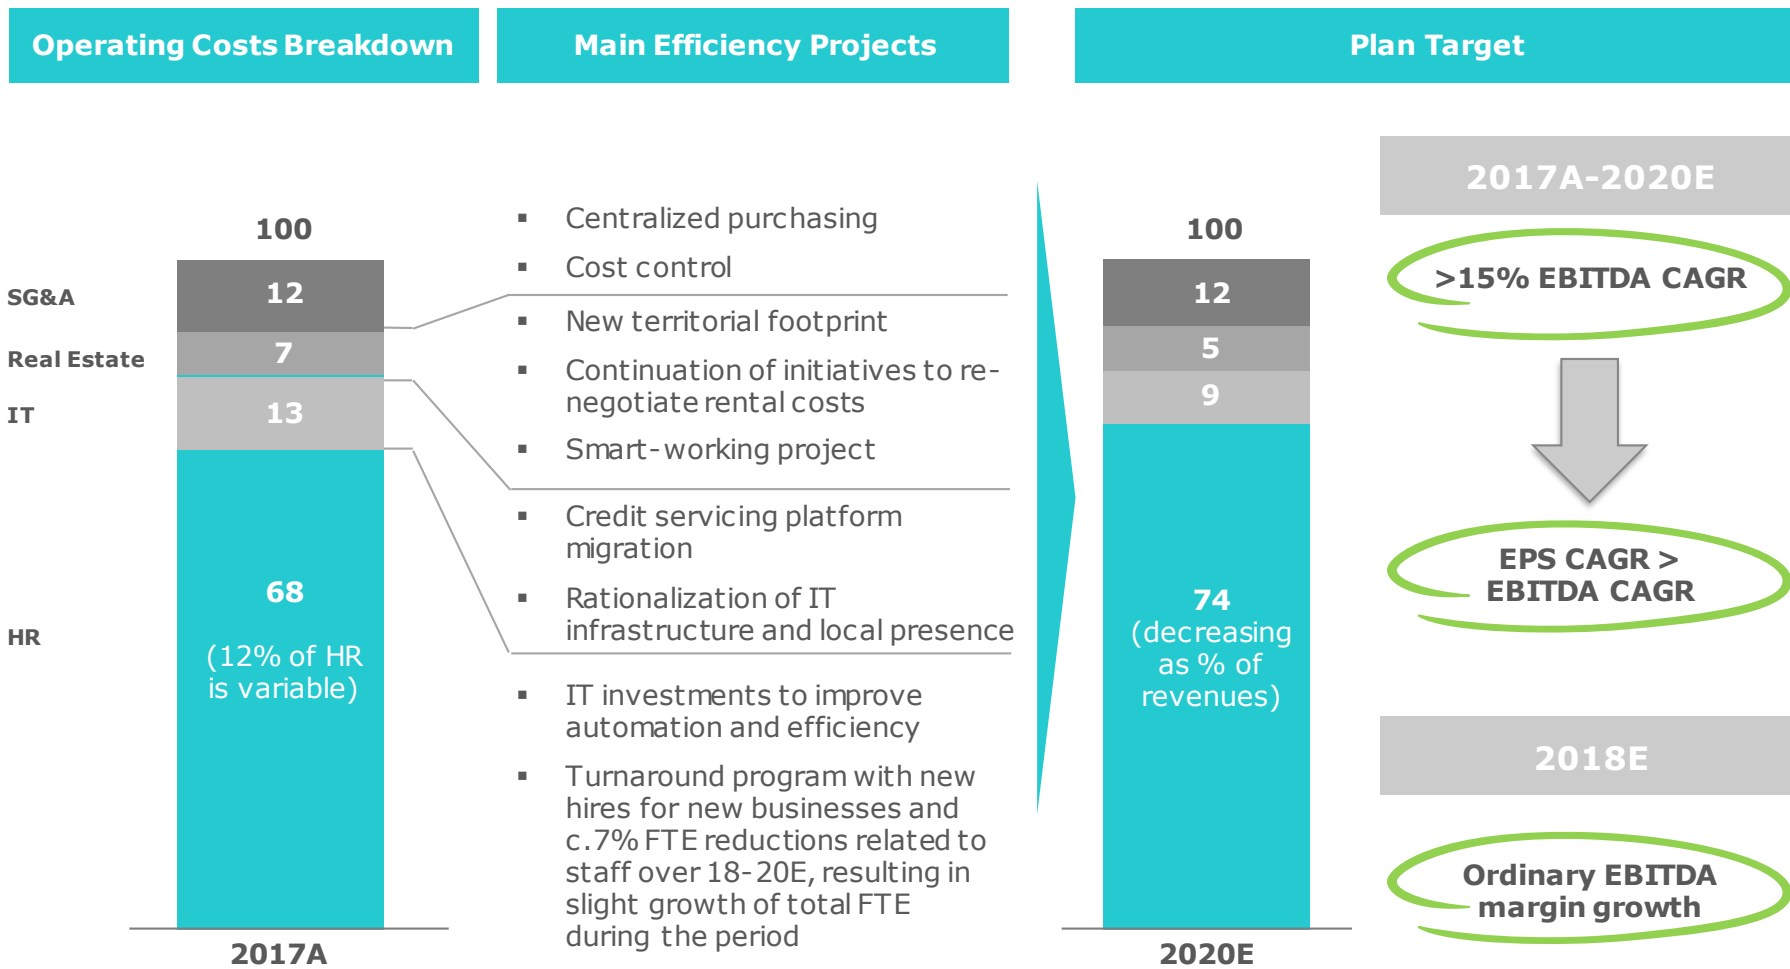 Operating Costs Breakdown
Main Efficiency Projects
Plan Target
100
SG&A
12
Real Estate
7
IT
13
HR
68
(12% of HR
is variable)
2017A
▪ Centralized purchasing
▪ Cost control
▪ New territorial footprint
▪ Continuation of initiatives to re-
negotiate rental costs
▪ Smart-working project
▪ Credit servicing platform
migration
▪ Rationalization of IT
infrastructure and local presence
▪ IT investments to improve
automation and efficiency
▪ Turnaround program with new
hires for new businesses and
c.7% FTE reductions related to
staff over 18-20E, resulting in
slight growth of total FTE
during the period
100
12
5
9
74
(decreasing
as % of
revenues)
2020E
2017A-2020E
>15% EBITDA CAGR
EPS CAGR >
EBITDA CAGR
2018E
Ordinary EBITDA
margin growth